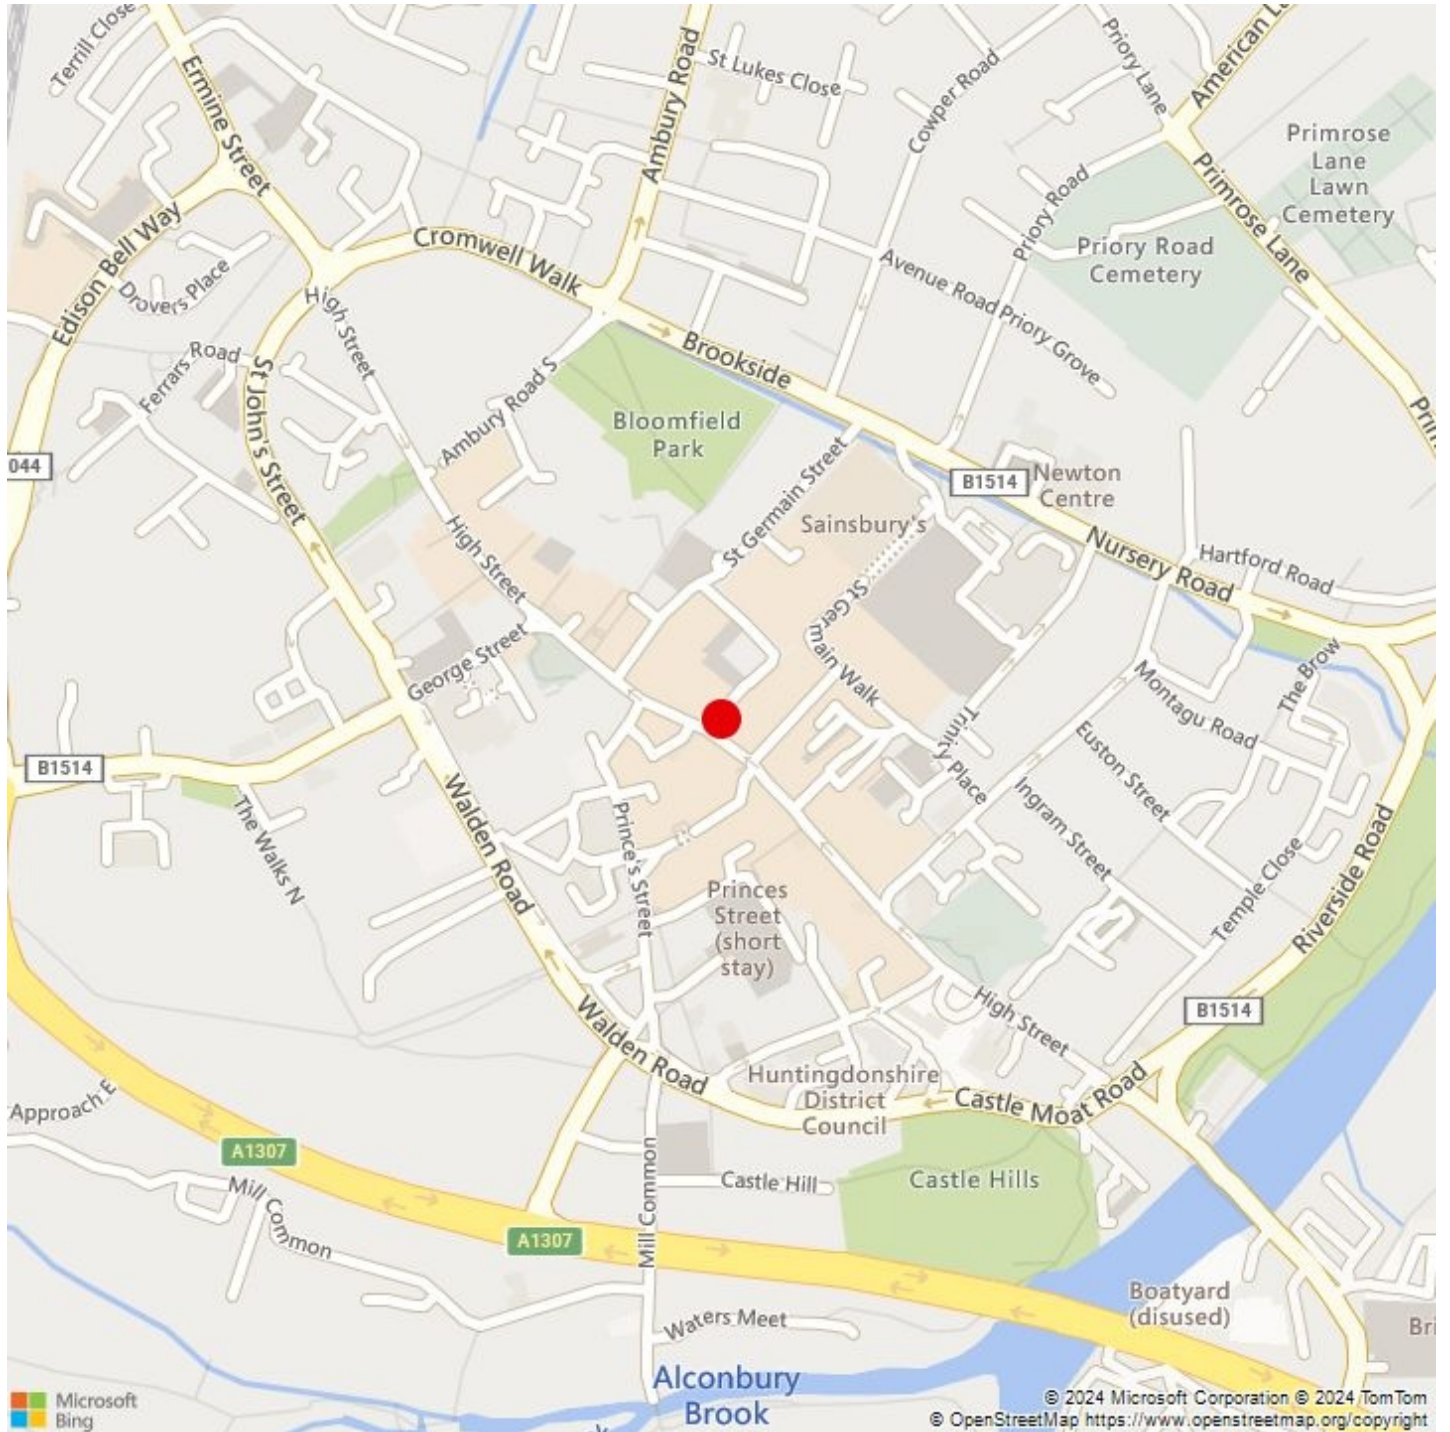 Terrill Close
Ermine Street
Ambury Road
St Lukes Close
Cowper Road
Priory Lane
Primrose
Lane
Lawn
Cemetery
Edison Bell Way
Drovers Place
Cromwell Walk
Avenue Road
Priory Grove
Priory Road
Priory Road
Cemetery
Primrose Lane
High Street
Ferrars Road
St John's Street
Ambury Road S
Brookside
Bloomfield
Park
St Germain Street
Sainsbury's
B1514
Newton
Centre
044
High Street
Nursery Road
Hartford Road
George Street
St Germain Walk
The Brow
Montagu Road
B1514
Trinity Place
Euston Street
Ingram Street
The Walks N
Walden Road
Prince's Street
Temple Close
Riverside Road
Princes
Street
(short
stay)
High Street
B1514
Walden Road
Huntingdonshire
District
Council
Castle Moat Road
Approach E
A1307
Mill Common
Mill Common
Castle Hill
Castle Hills
A1307
Boatyard
(disused)
Waters Meet
Alconbury
Brook
Microsoft
Bing
© 2024 Microsoft Corporation © 2024 TomTom
© OpenStreetMap https://www.openstreetmap.org/copyright